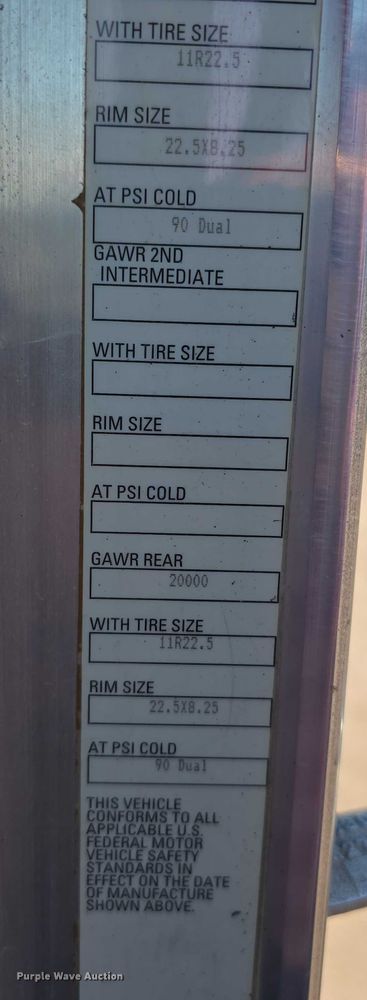 WITH TIRE SIZE
11R22.5
RIM SIZE
22.5X8.25
AT PSI COLD
90 Dual
GAWR 2ND
INTERMEDIATE
WITH TIRE SIZE
RIM SIZE
AT PSI COLD
GAWR REAR
20000
WITH TIRE SIZE
11R22.5
RIM SIZE
22.5X8.25
AT PSI COLD
90 Dual
THIS VEHICLE
CONFORMS TO ALL
APPLICABLE U.S.
FEDERAL MOTOR
VEHICLE SAFETY
STANDARDS IN
EFFECT ON THE DATE
OF MANUFACTURE
SHOWN ABOVE.
Purple Wave Auction